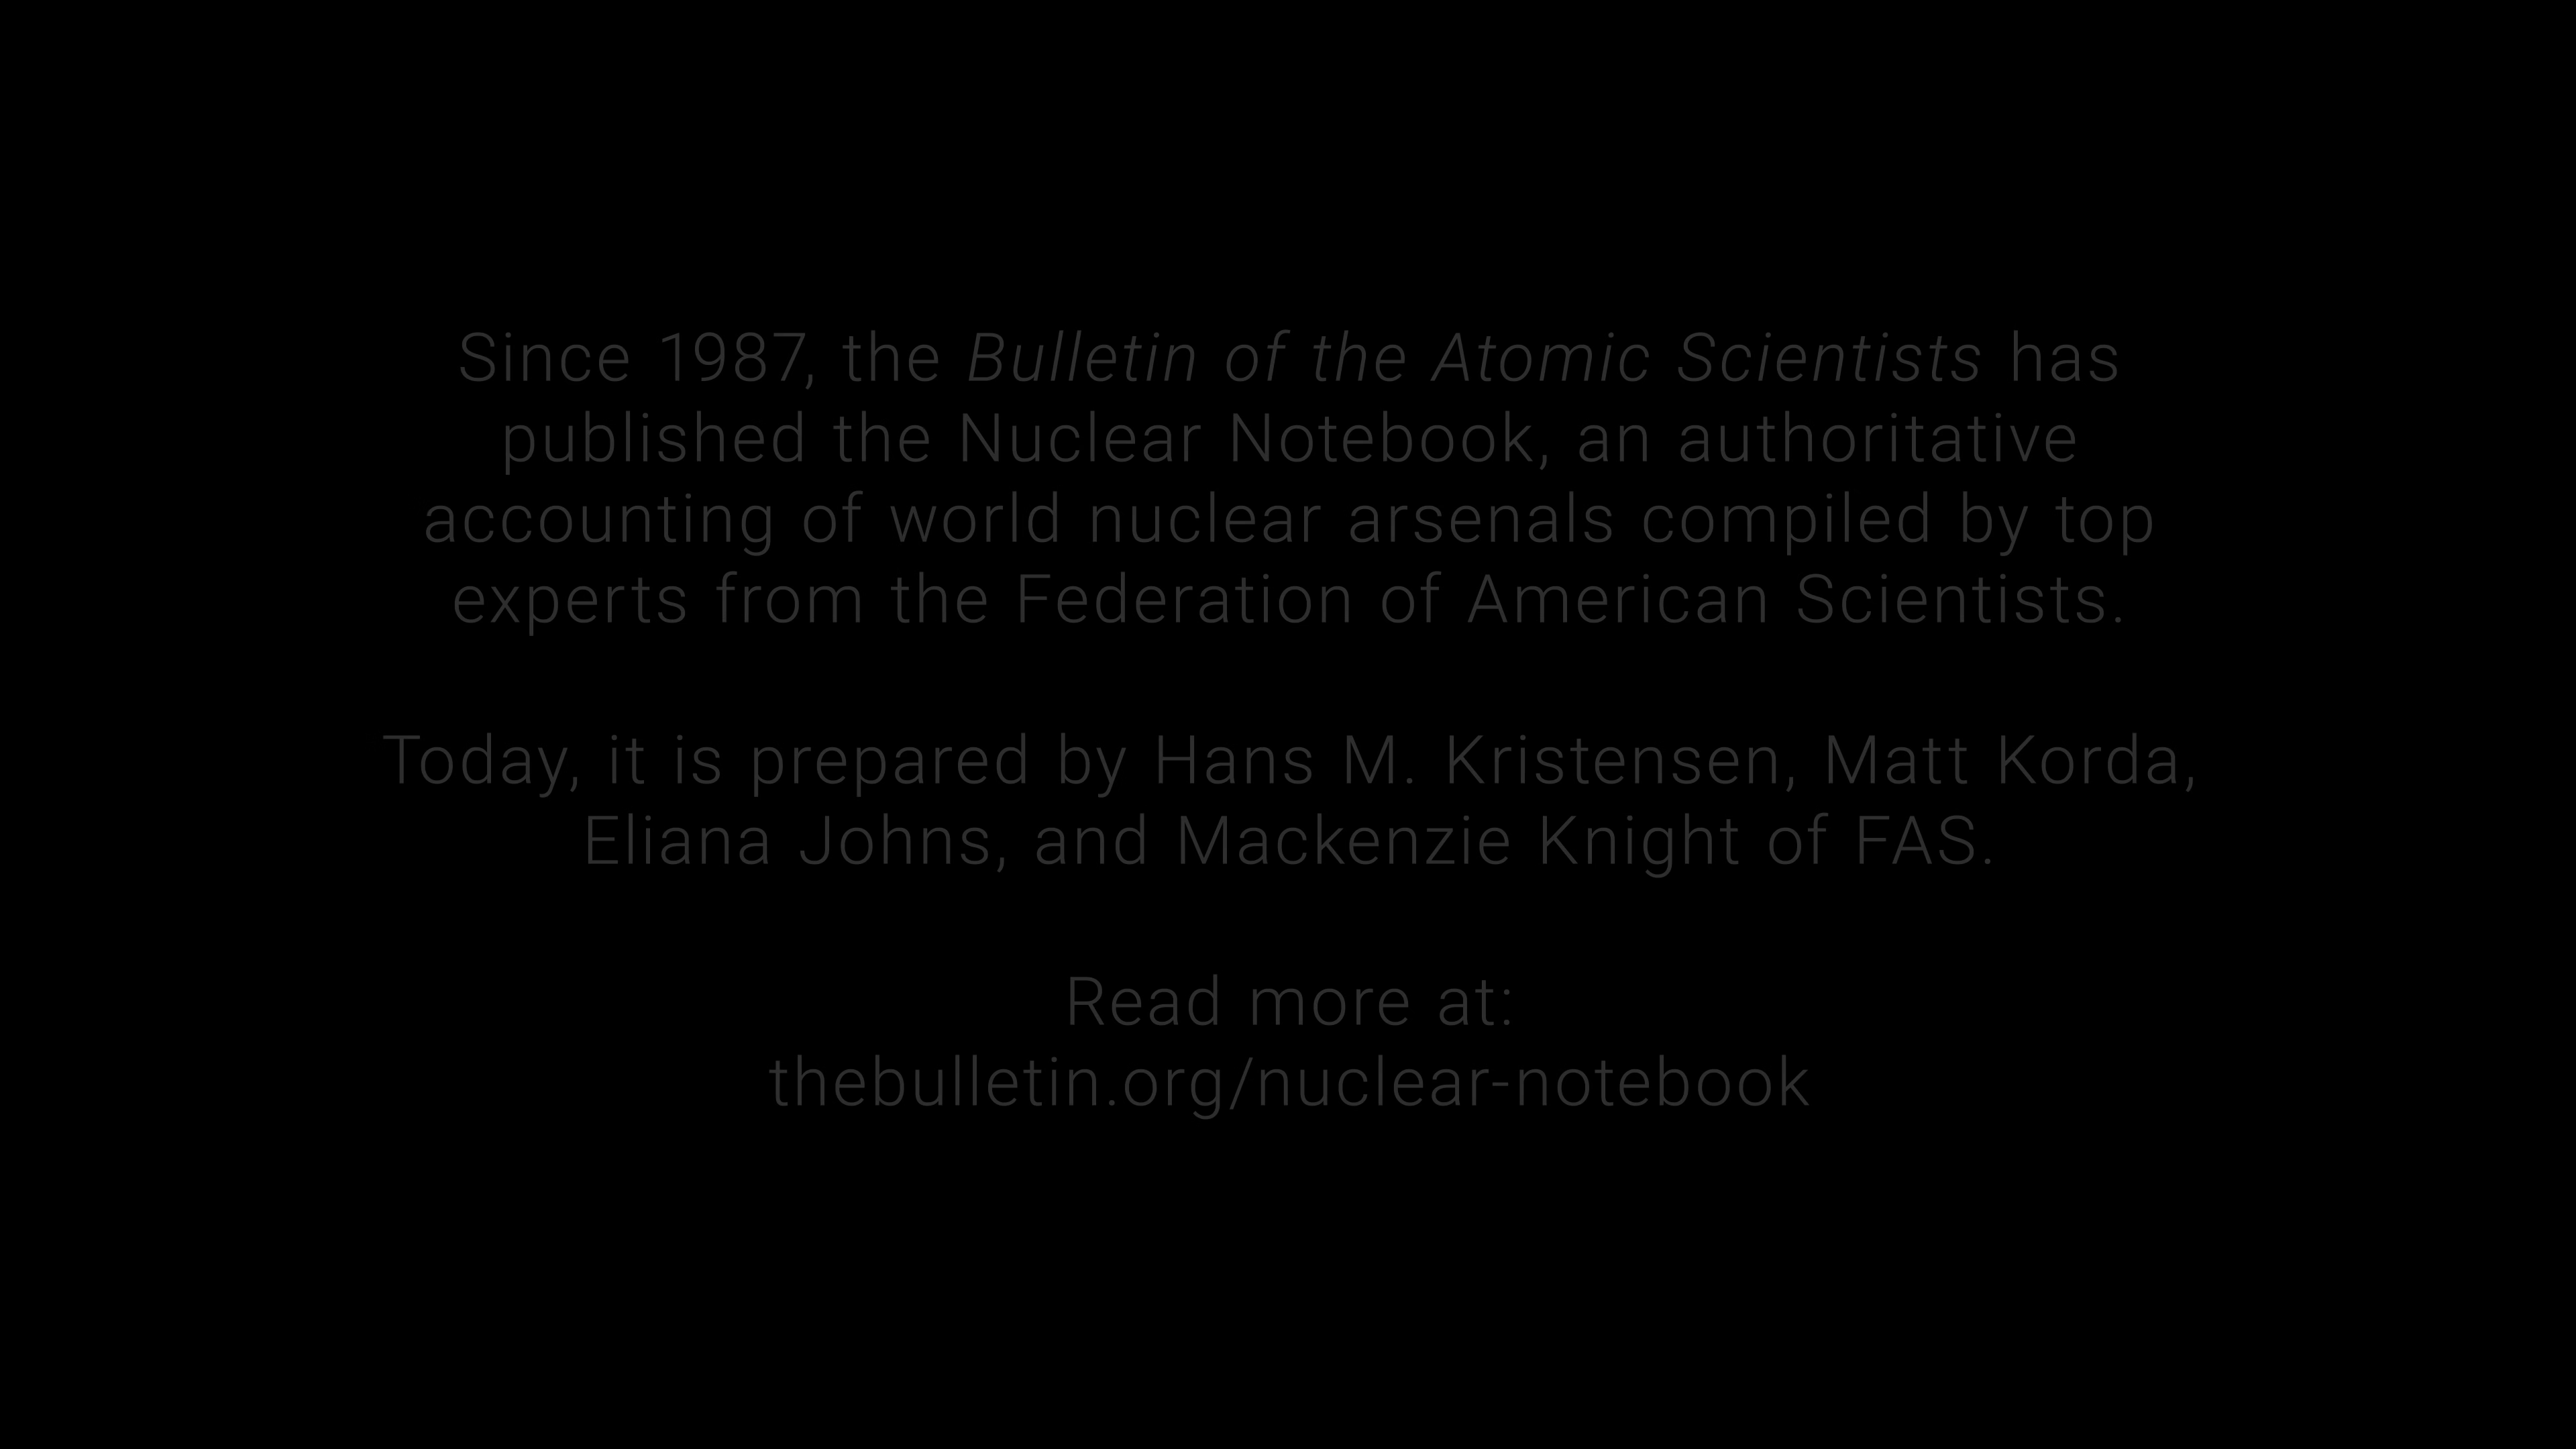 Since 1987, the Bulletin of the Atomic Scientists has
published the Nuclear Notebook, an authoritative
accounting of world nuclear arsenals compiled by top
experts from the Federation of American Scientists.
Today, it is prepared by Hans M. Kristensen, Matt Korda,
Eliana Johns, and Mackenzie Knight of FAS.
Read more at:
thebulletin.org/nuclear-notebook